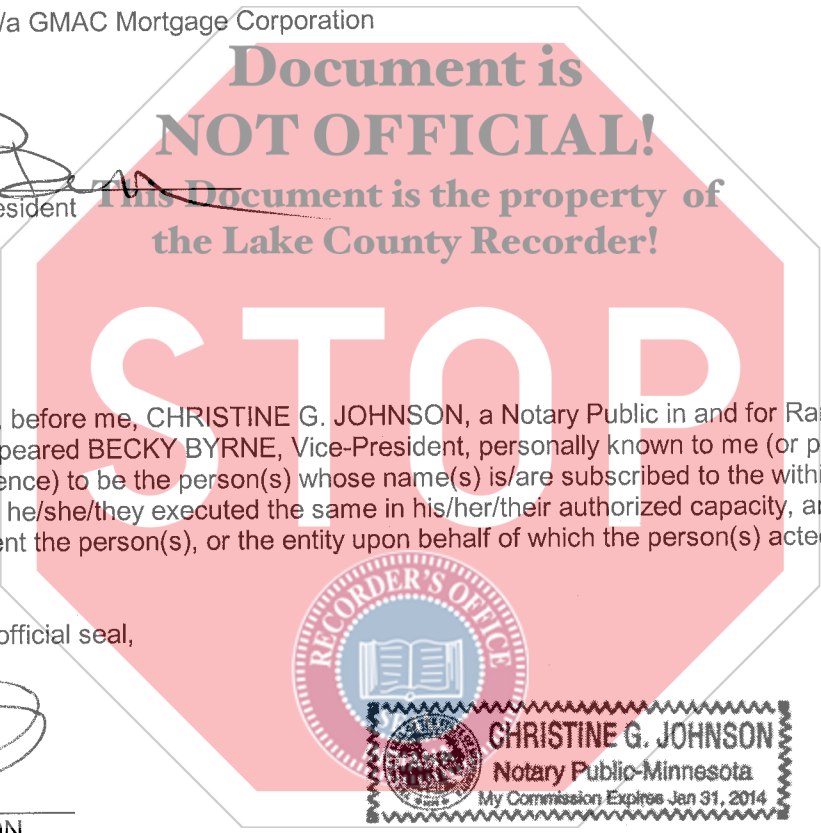 /a GMAC Mortgage Corporation
Document is
NOT OFFICIAL!
This Document is the property of
the Lake County Recorder!
esident
STOP
, before me, CHRISTINE G. JOHNSON, a Notary Public in and for Ra
peared BECKY BYRNE, Vice-President, personally known to me (or p
ence) to be the person(s) whose name(s) is/are subscribed to the withi
he/she/they executed the same in his/her/their authorized capacity, a
ent the person(s), or the entity upon behalf of which the person(s) acte
RECORDER'S OFFICE
official seal,
SEAL
CHRISTINE G. JOHNSON
Notary Public-Minnesota
My Commission Expires Jan 31, 2014
ON